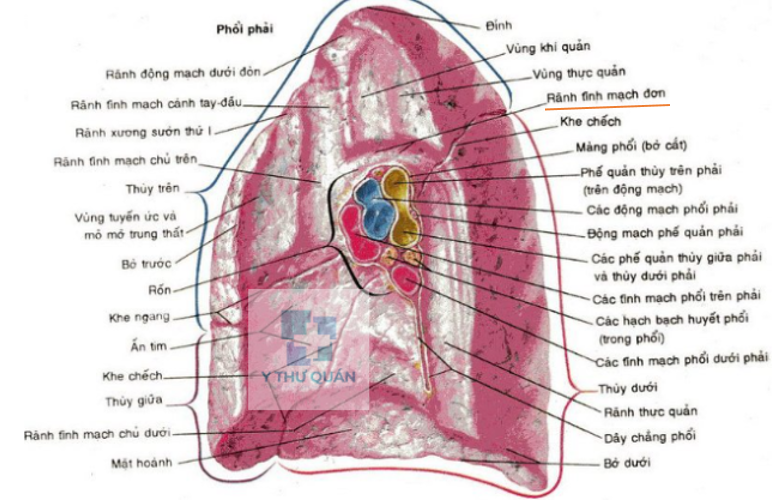 Phổi phải
Rãnh động mạch dưới đòn
Rãnh tĩnh mạch cánh tay-đầu
Rãnh xương sườn thứ I
Rãnh tĩnh mạch chủ trên
Thùy trên
Vùng tuyến ức và
mô mỡ trung thất
Bờ trước
Rốn
Khe ngang
Ấn tim
Khe chếch
Thùy giữa
Rãnh tĩnh mạch chủ dưới
Mặt hoành
Đỉnh
Vùng khí quản
Vùng thực quản
Rãnh tĩnh mạch đơn
Khe chếch
Màng phổi (bờ cắt)
Phế quản thùy trên phải
(trên động mạch)
Các động mạch phổi phải
Động mạch phế quản phải
Các phế quản thùy giữa phải
và thùy dưới phải
Các tĩnh mạch phổi trên phải
Các hạch bạch huyết phổi
(trong phổi)
Các tĩnh mạch phổi dưới phải
Thùy dưới
Rãnh thực quản
Dây chằng phổi
Bờ dưới
Y THƯ QUÁN